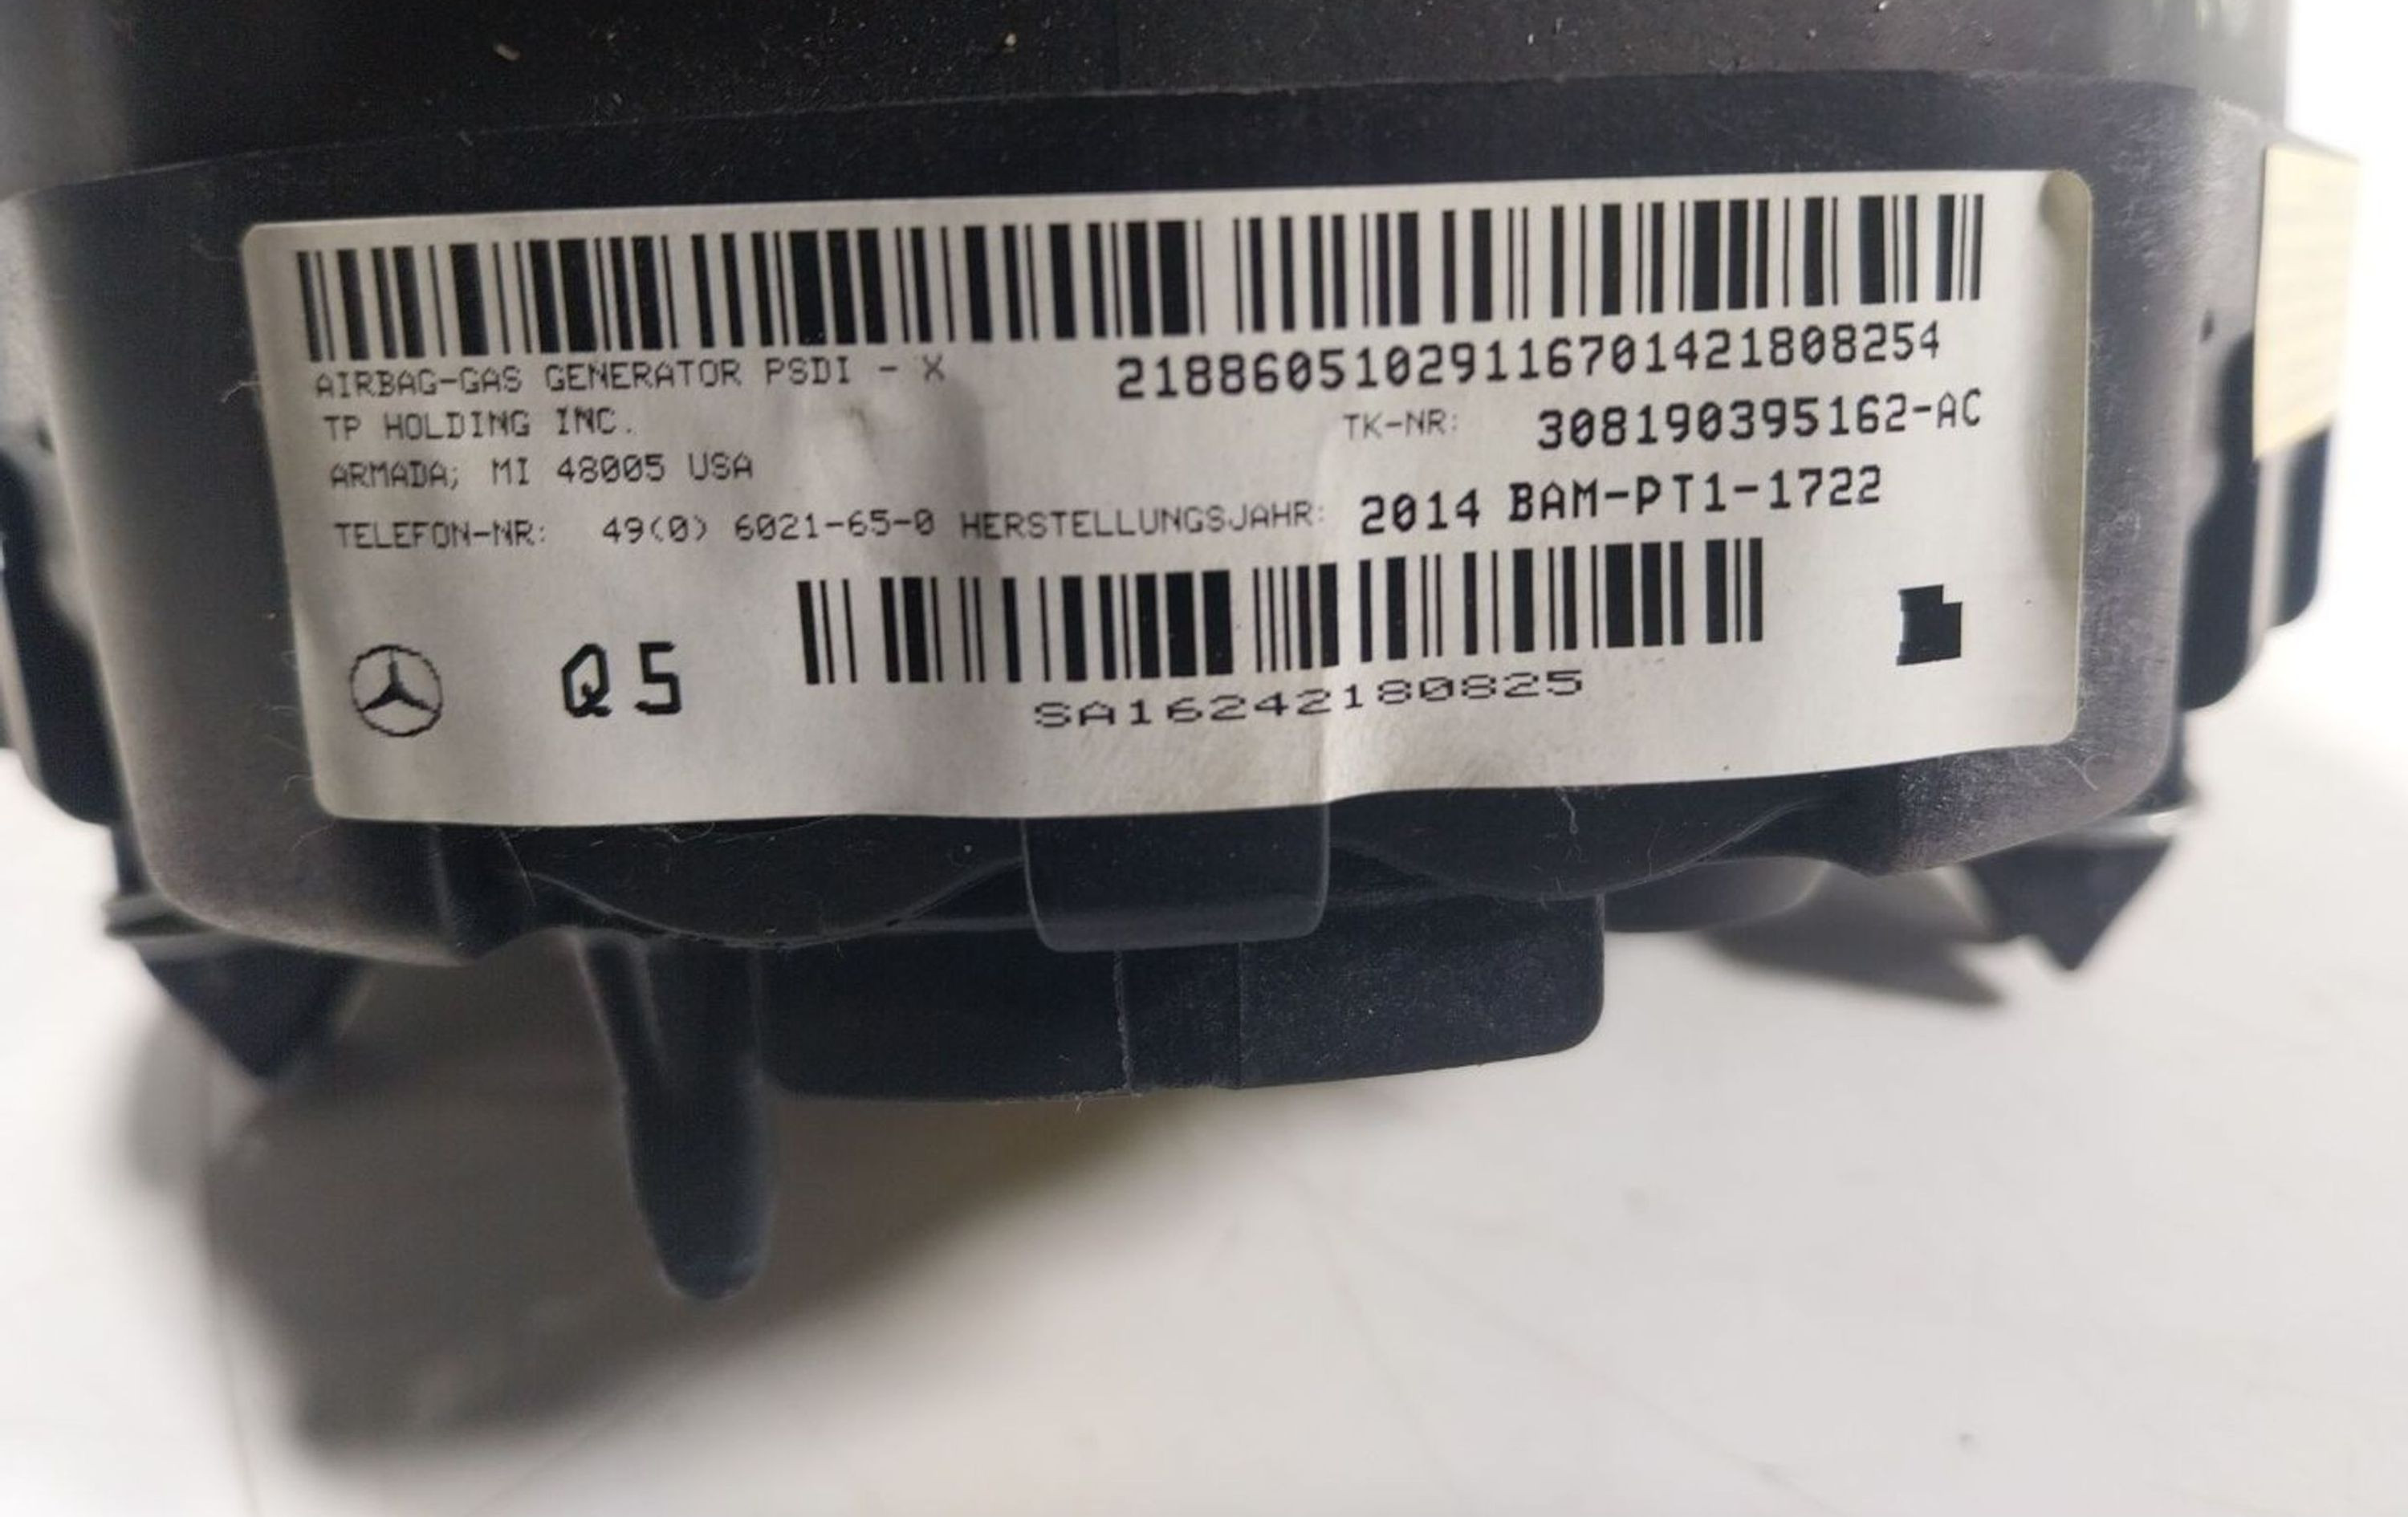 AIRBAG-GAS GENERATOR PSDI - X
21886051029116701421808254
TP HOLDING INC.
TK-NR: 308190395162-AC
ARMADA; MI 48005 USA
TELEFON-NR: 49(0) 6021-65-0 HERSTELLUNGSJAHR: 2014 BAM-PT1-1722
Q5
SA16242180825